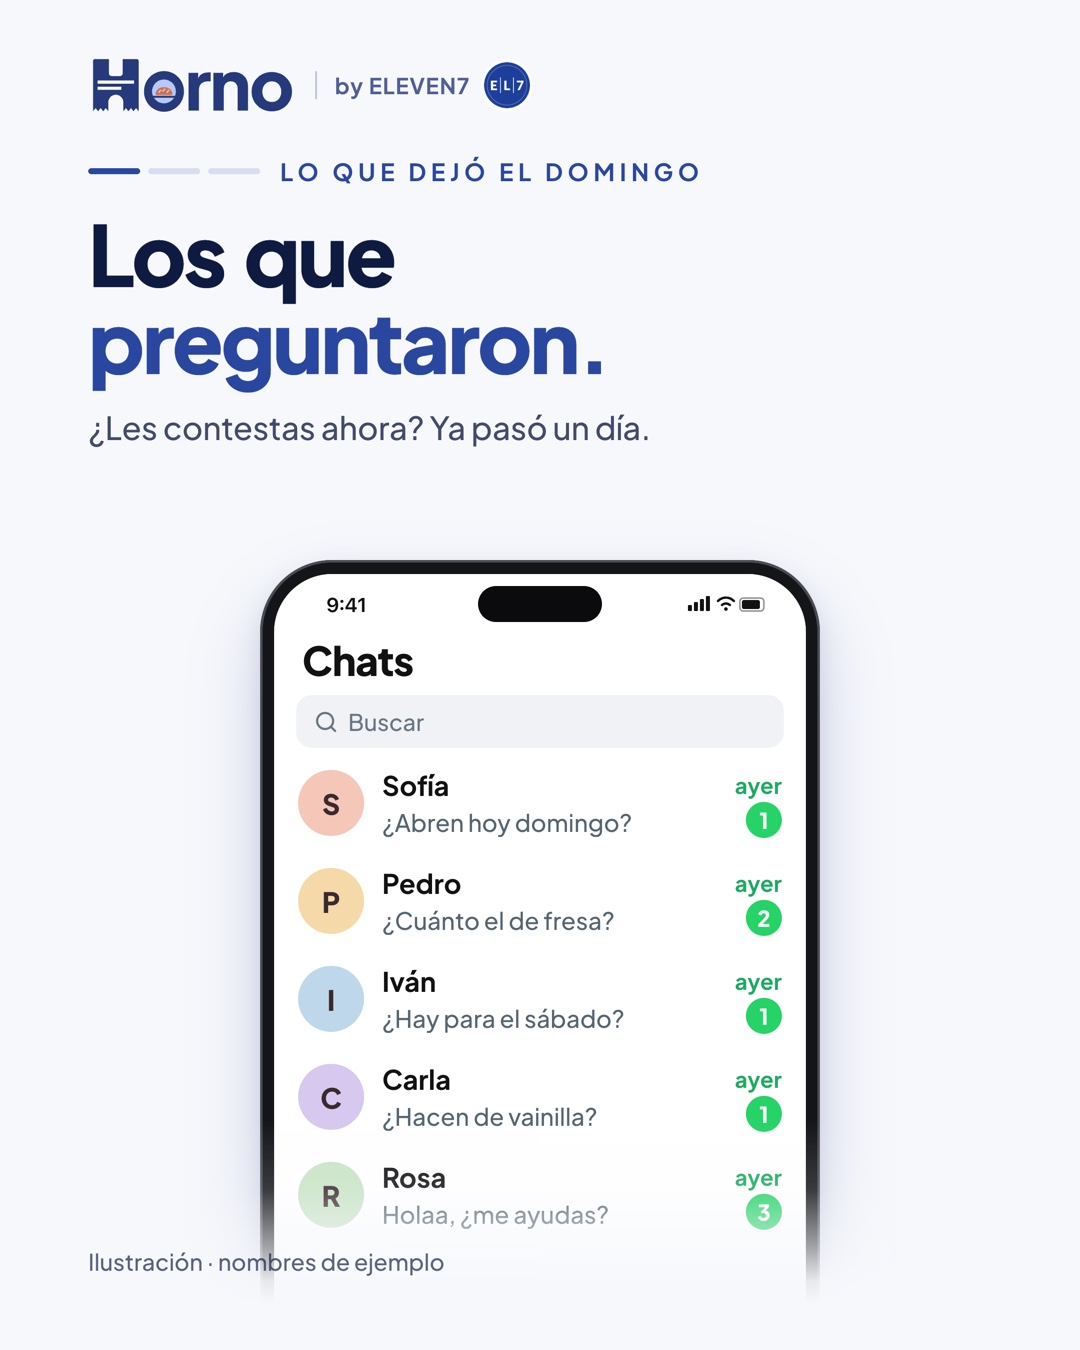 Horno
by ELEVEN7
E|L|7
LO QUE DEJÓ EL DOMINGO
Los que
preguntaron.
¿Les contestas ahora? Ya pasó un día.
9:41
Chats
Buscar
S
Sofía
ayer
¿Abren hoy domingo?
1
P
Pedro
ayer
¿Cuánto el de fresa?
2
I
Iván
ayer
¿Hay para el sábado?
1
C
Carla
ayer
¿Hacen de vainilla?
1
R
Rosa
ayer
Holaa, ¿me ayudas?
3
Ilustración · nombres de ejemplo